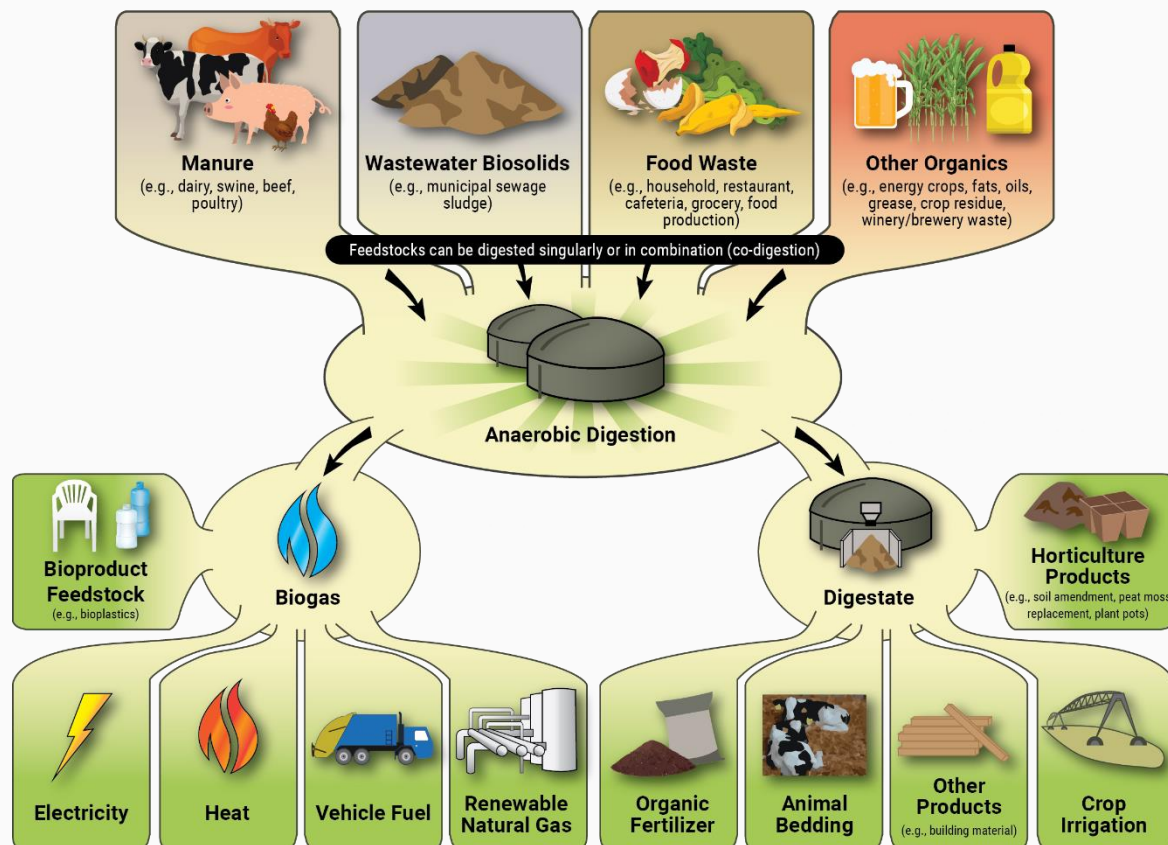 Manure
(e.g., dairy, swine, beef,
poultry)
Wastewater Biosolids
(e.g., municipal sewage
sludge)
Food Waste
(e.g., household, restaurant,
cafeteria, grocery, food
production)
Other Organics
(e.g., energy crops, fats, oils,
grease, crop residue,
winery/brewery waste)
Feedstocks can be digested singularly or in combination (co-digestion)
Anaerobic Digestion
Bioproduct
Feedstock
(e.g., bioplastics)
Biogas
Digestate
Horticulture
Products
(e.g., soil amendment, peat moss
replacement, plant pots)
Electricity
Heat
Vehicle Fuel
Renewable
Natural Gas
Organic
Fertilizer
Animal
Bedding
Other
Products
(e.g., building material)
Crop
Irrigation